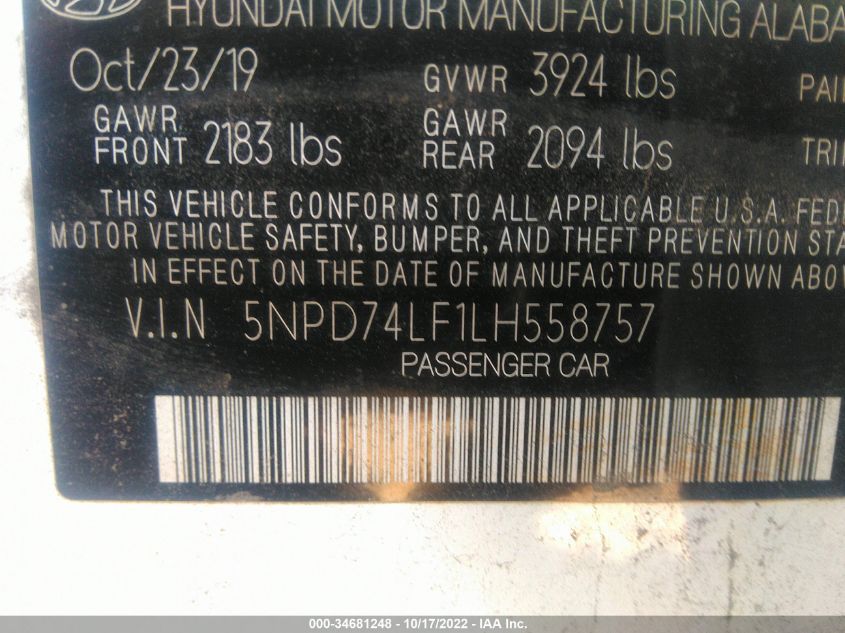 HYUNDAI MOTOR MANUFACTURING ALABA
Oct/23/19 GVWR 3924 lbs PAI
GAWR FRONT 2183 lbs GAWR REAR 2094 lbs TRI
THIS VEHICLE CONFORMS TO ALL APPLICABLE U.S.A. FEDE
MOTOR VEHICLE SAFETY, BUMPER, AND THEFT PREVENTION STA
IN EFFECT ON THE DATE OF MANUFACTURE SHOWN ABOV
V.I.N 5NPD74LF1LH558757
PASSENGER CAR
000-34681248 - 10/17/2022 - IAA Inc.